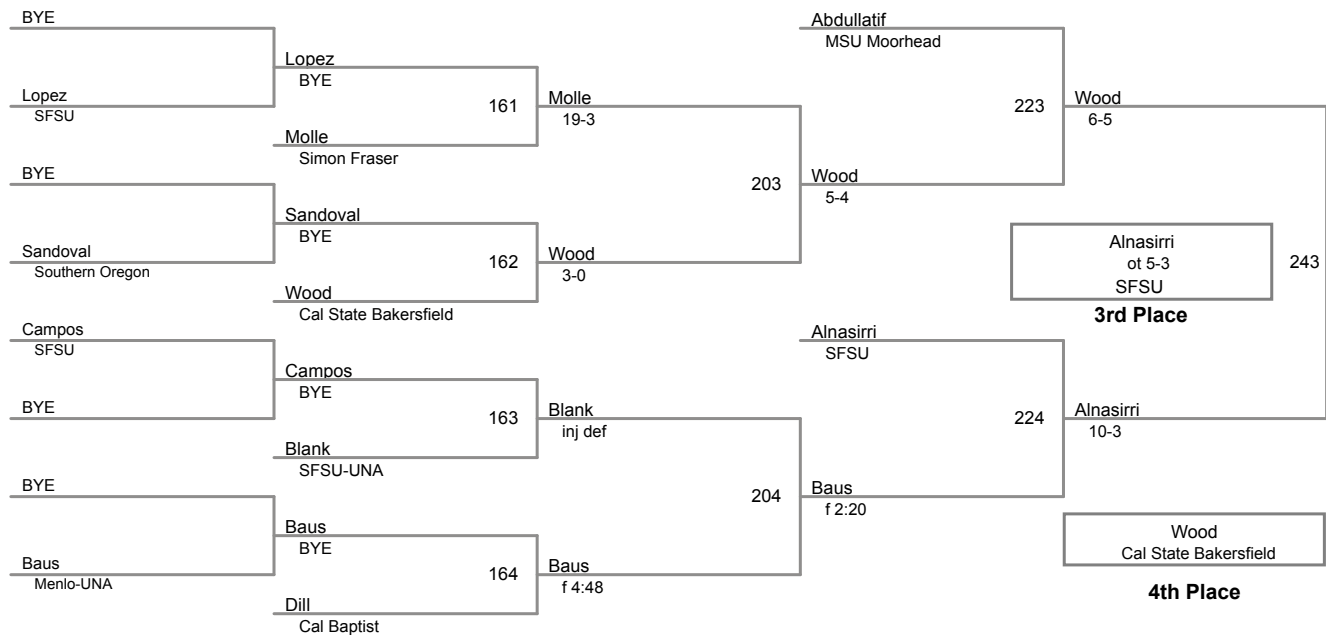 BYE
Abdullatif
MSU Moorhead
Lopez
BYE
Lopez
SFSU
161
Molle
19-3
223
Wood
6-5
Molle
Simon Fraser
BYE
203
Wood
5-4
Sandoval
BYE
Sandoval
Southern Oregon
162
Wood
3-0
Alnasirri
ot 5-3
SFSU
243
3rd Place
Wood
Cal State Bakersfield
Campos
SFSU
Alnasirri
SFSU
Campos
BYE
BYE
163
Blank
inj def
224
Alnasirri
10-3
Blank
SFSU-UNA
BYE
204
Baus
f 2:20
Baus
BYE
Wood
Cal State Bakersfield
4th Place
Baus
Menlo-UNA
164
Baus
f 4:48
Dill
Cal Baptist